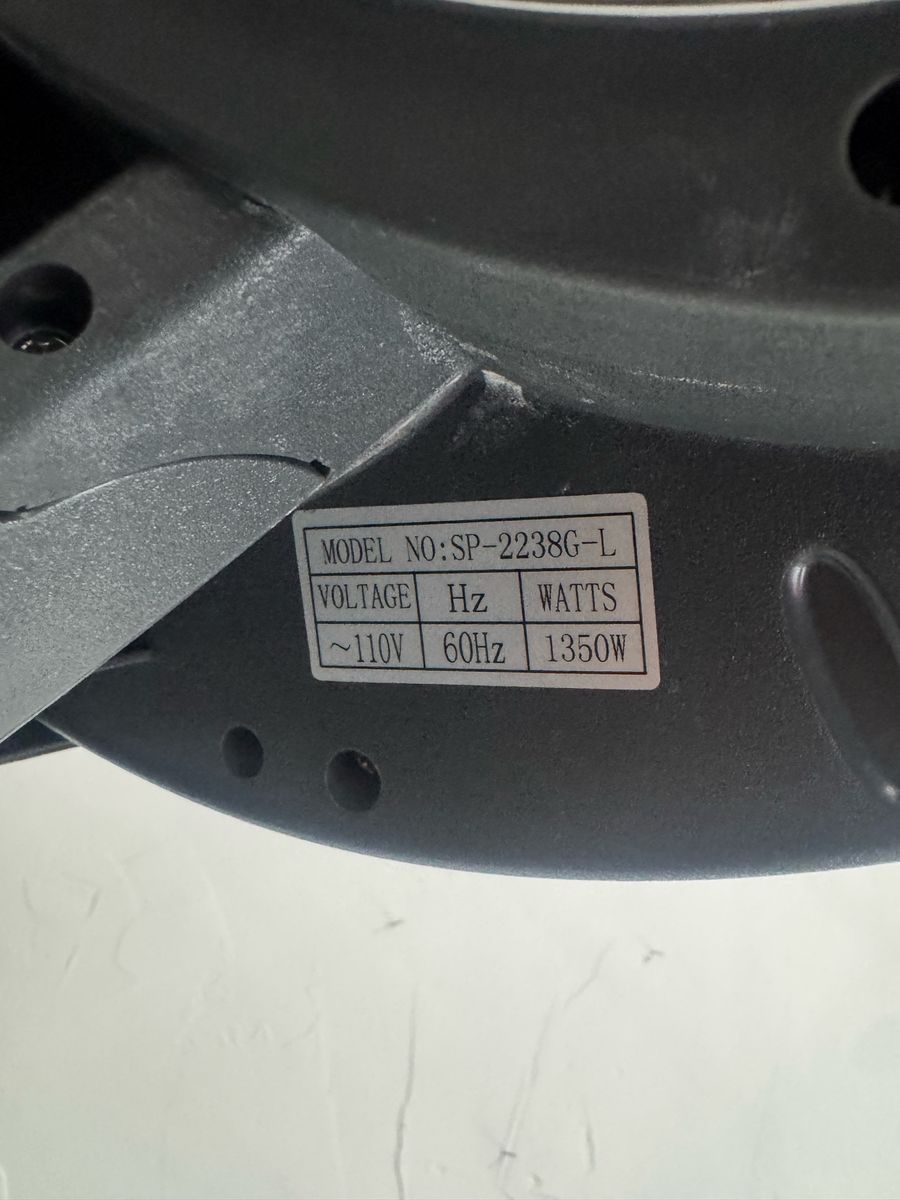 MODEL NO:SP-2238G-L
VOLTAGE Hz WATTS
~110V 60Hz 1350W